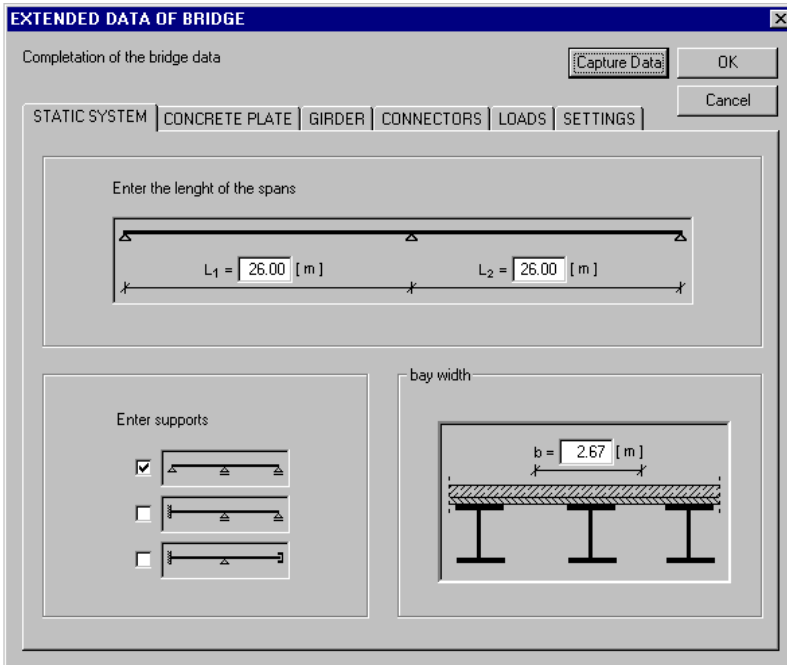 EXTENDED DATA OF BRIDGE
Completation of the bridge data
Capture Data
OK
Cancel
STATIC SYSTEM
CONCRETE PLATE
GIRDER
CONNECTORS
LOADS
SETTINGS
Enter the lenght of the spans
L1 = 26.00 [ m ]
L2 = 26.00 [ m ]
Enter supports
bay width
b = 2.67 [ m ]